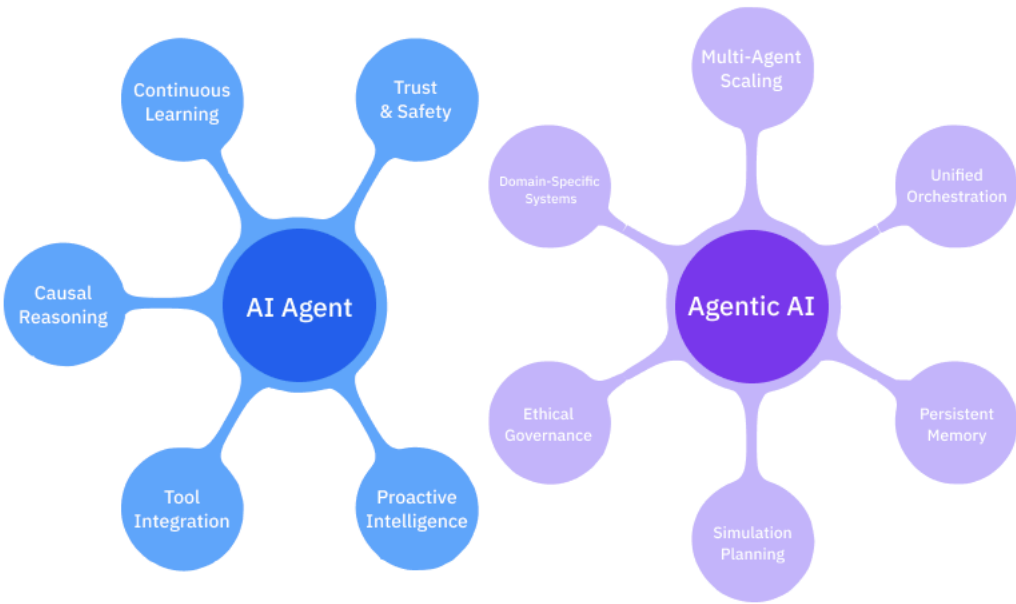 Continuous
Learning
Trust
& Safety
Causal
Reasoning
AI Agent
Tool
Integration
Proactive
Intelligence
Multi-Agent
Scaling
Domain-Specific
Systems
Unified
Orchestration
Agentic AI
Ethical
Governance
Persistent
Memory
Simulation
Planning